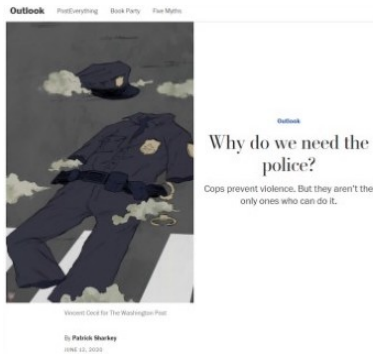 Outlook PostEverything Book Party Five Myths
Outlook
Why do we need the
police?
Cops prevent violence. But they aren't the
only ones who can do it.
Vincent Cecil for The Washington Post
By Patrick Sharkey
JUNE 12, 2020